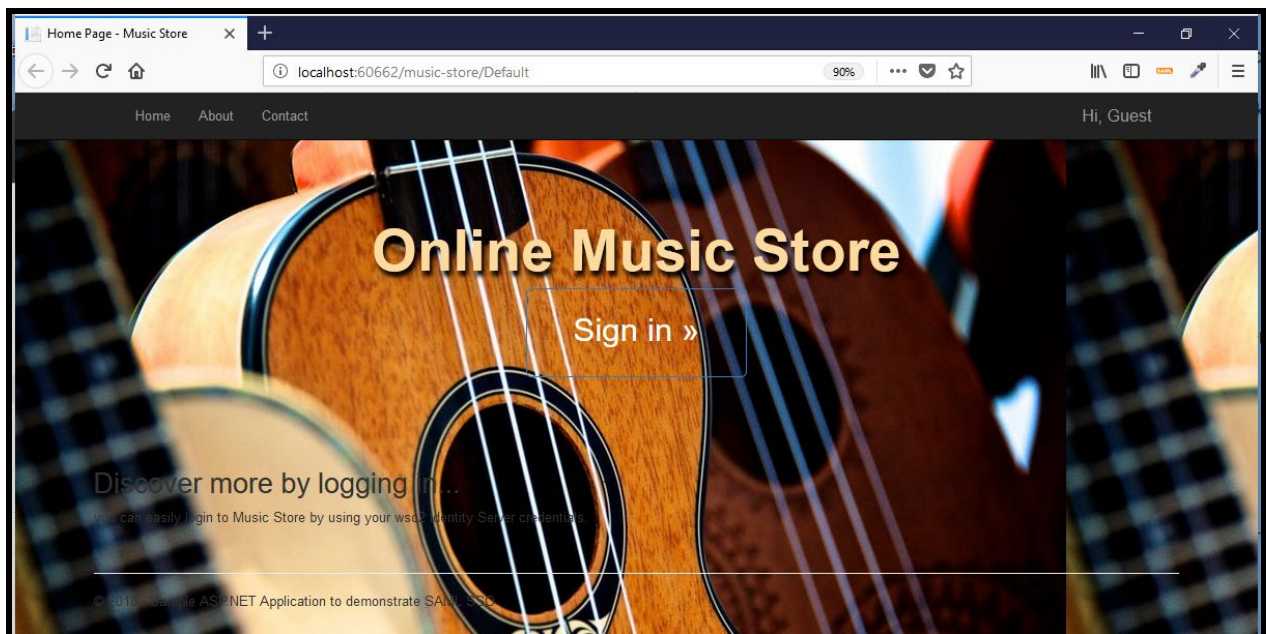 Home Page - Music Store
localhost:60662/music-store/Default
90%
Home About Contact
Hi, Guest
Online Music Store
Sign in »
Discover more by logging in...
you can easily login to Music Store by using your wso2 Identity Server credentials.
© 2018 - Sample ASP.NET Application to demonstrate SAML SSO